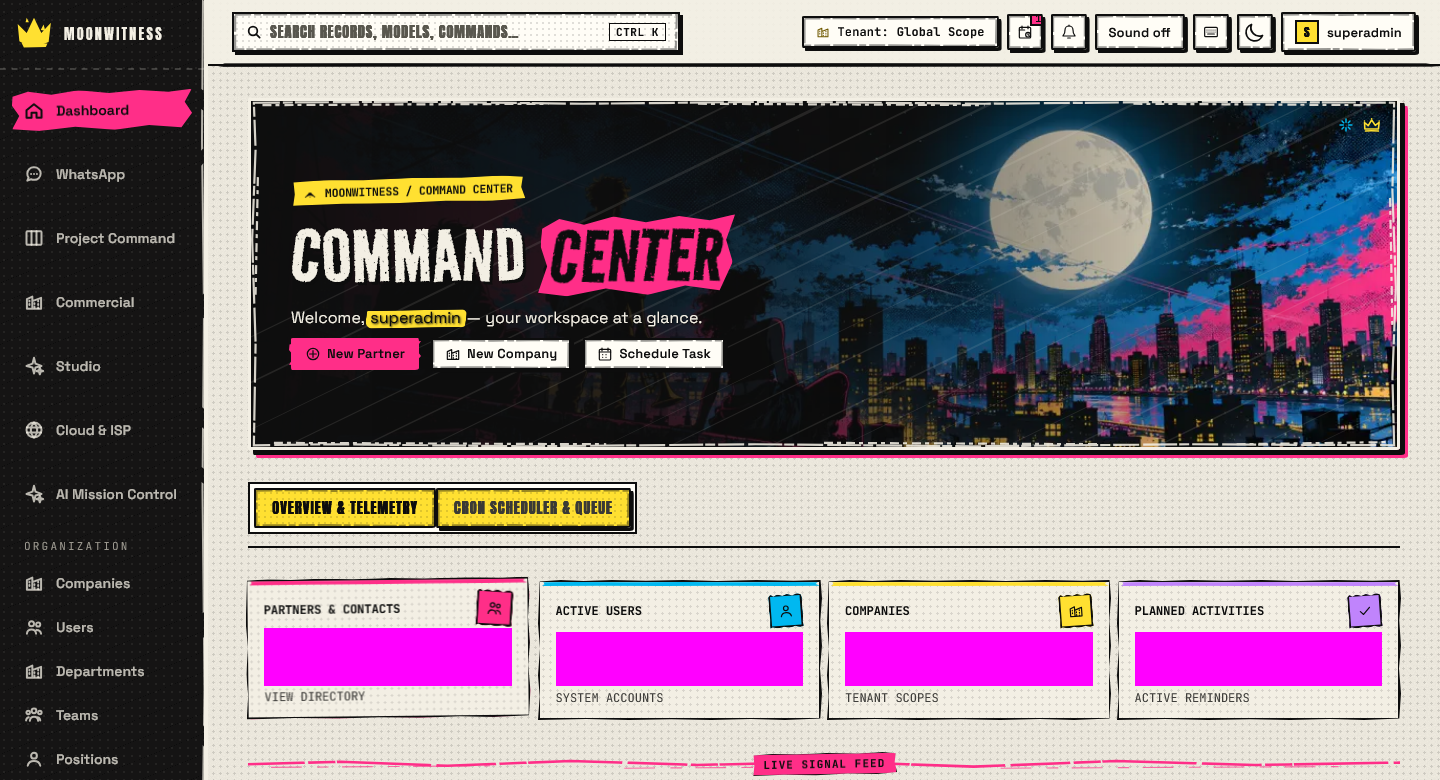 MOONWITNESS
SEARCH RECORDS, MODELS, COMMANDS...
CTRL K
Tenant: Global Scope
Sound off
S
superadmin
Dashboard
WhatsApp
Project Command
Commercial
Studio
Cloud & ISP
AI Mission Control
ORGANIZATION
Companies
Users
Departments
Teams
Positions
MOONWITNESS / COMMAND CENTER
COMMAND CENTER
Welcome, superadmin — your workspace at a glance.
New Partner
New Company
Schedule Task
OVERVIEW & TELEMETRY
CRON SCHEDULER & QUEUE
PARTNERS & CONTACTS
VIEW DIRECTORY
ACTIVE USERS
SYSTEM ACCOUNTS
COMPANIES
TENANT SCOPES
PLANNED ACTIVITIES
ACTIVE REMINDERS
LIVE SIGNAL FEED